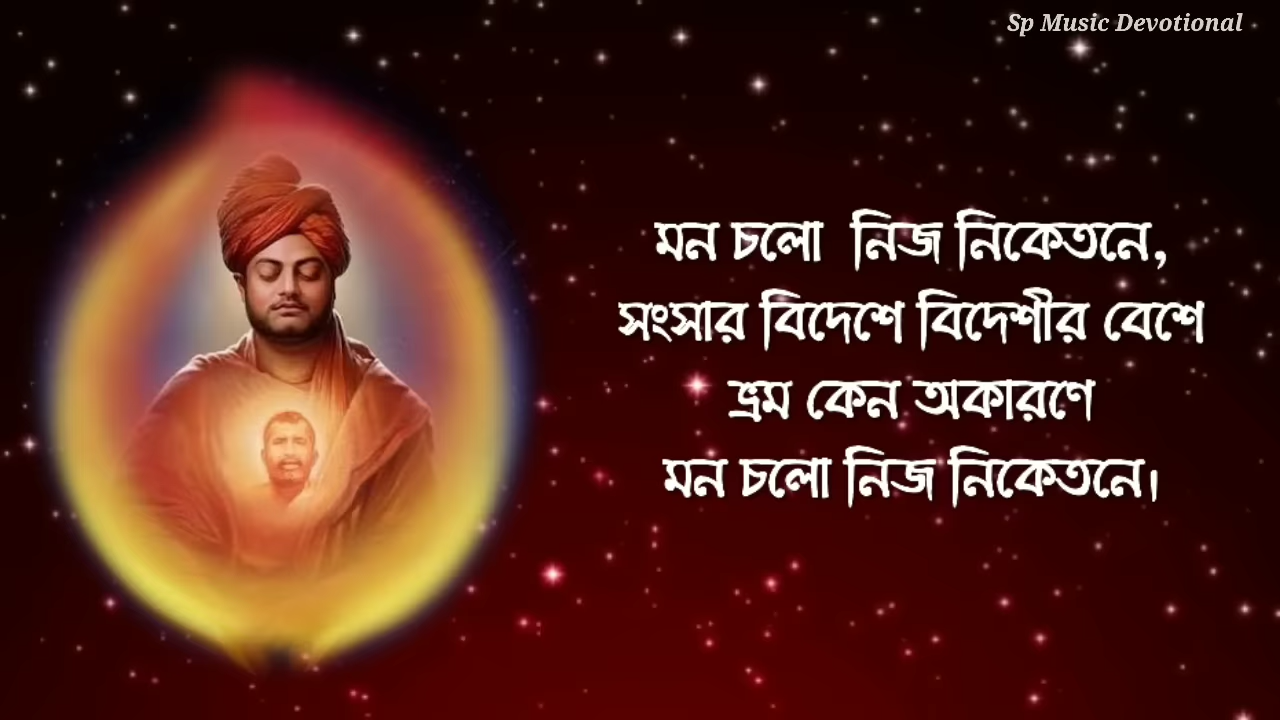 Sp Music Devotional
মন চলো নিজ নিকেতনে,
সংসার বিদেশে বিদেশীর বেশে
ভ্রম কেন অকারণে
মন চলো নিজ নিকেতনে।